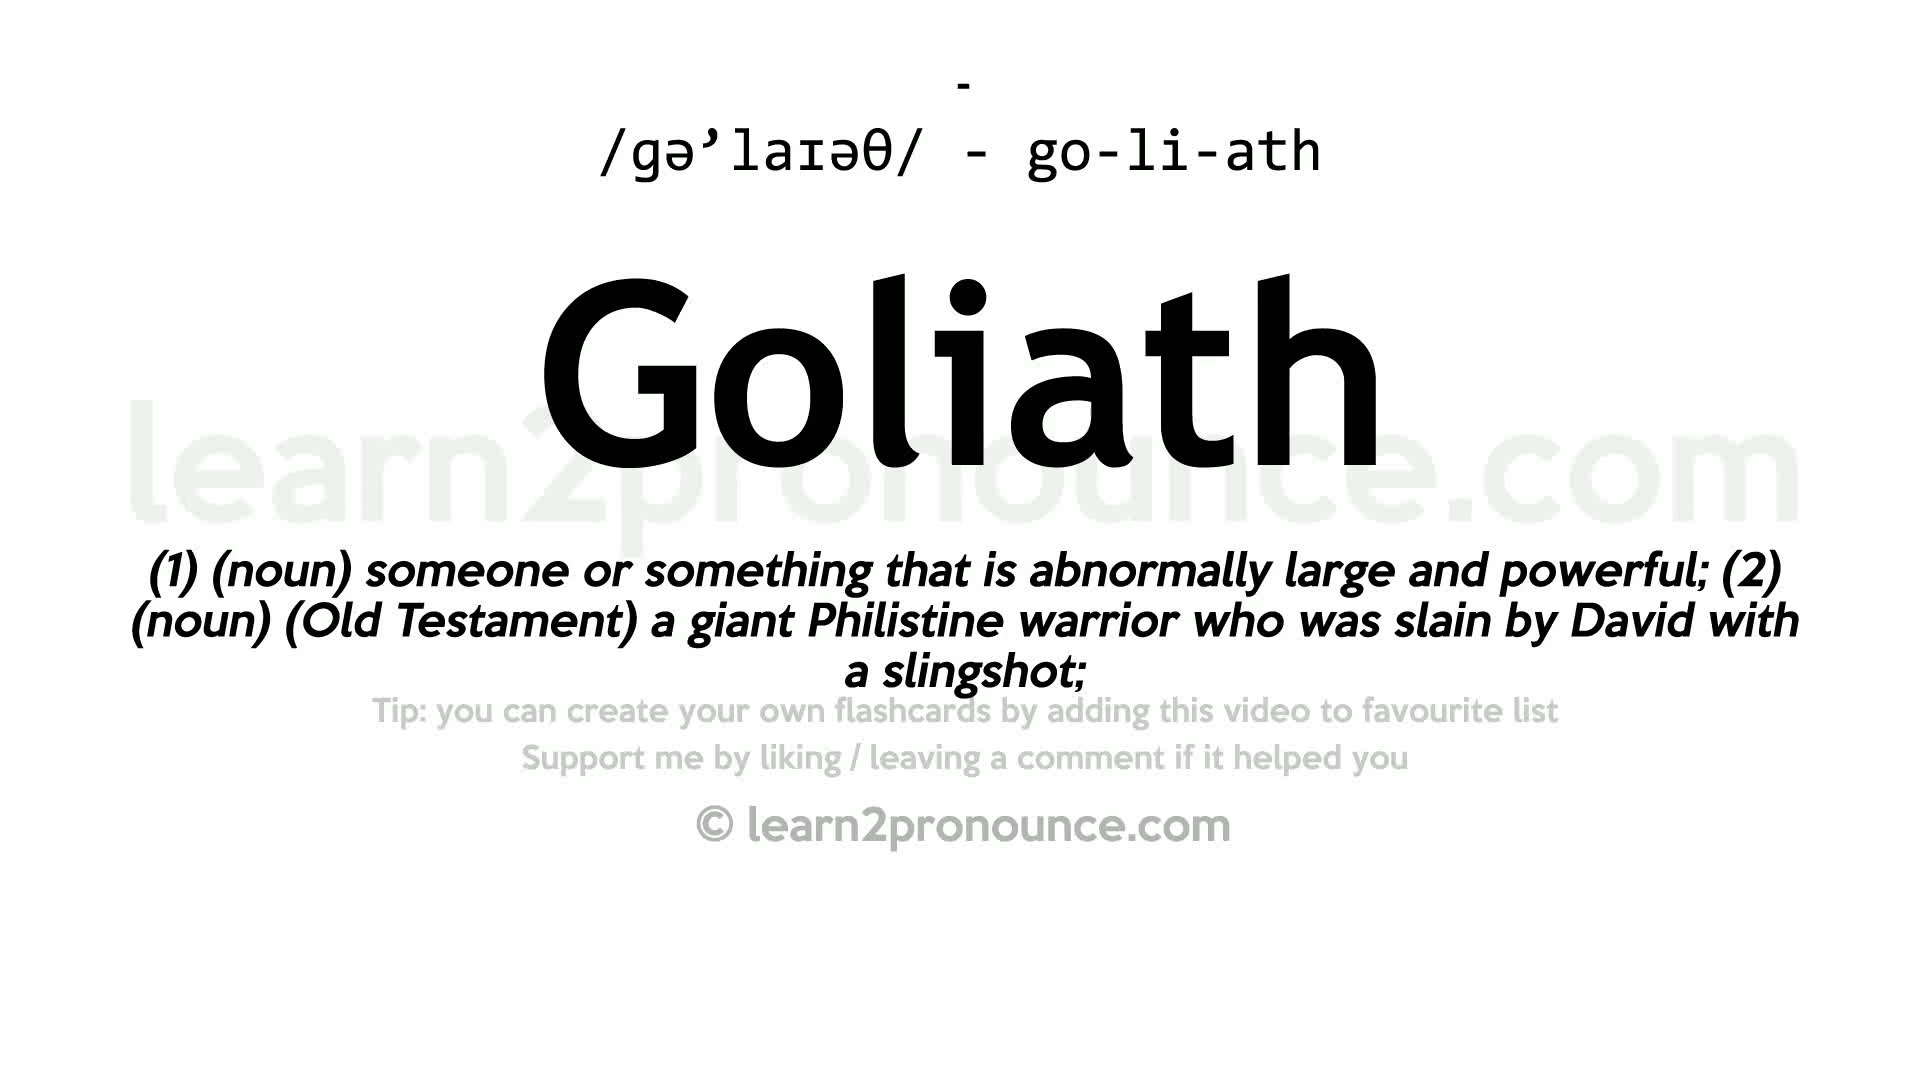 -
/ɡə’laɪəθ/ - go-li-ath
Goliath
learn2pronounce.com
(1) (noun) someone or something that is abnormally large and powerful; (2)
(noun) (Old Testament) a giant Philistine warrior who was slain by David with
a slingshot;
Tip: you can create your own flashcards by adding this video to favourite list
Support me by liking / leaving a comment if it helped you
© learn2pronounce.com